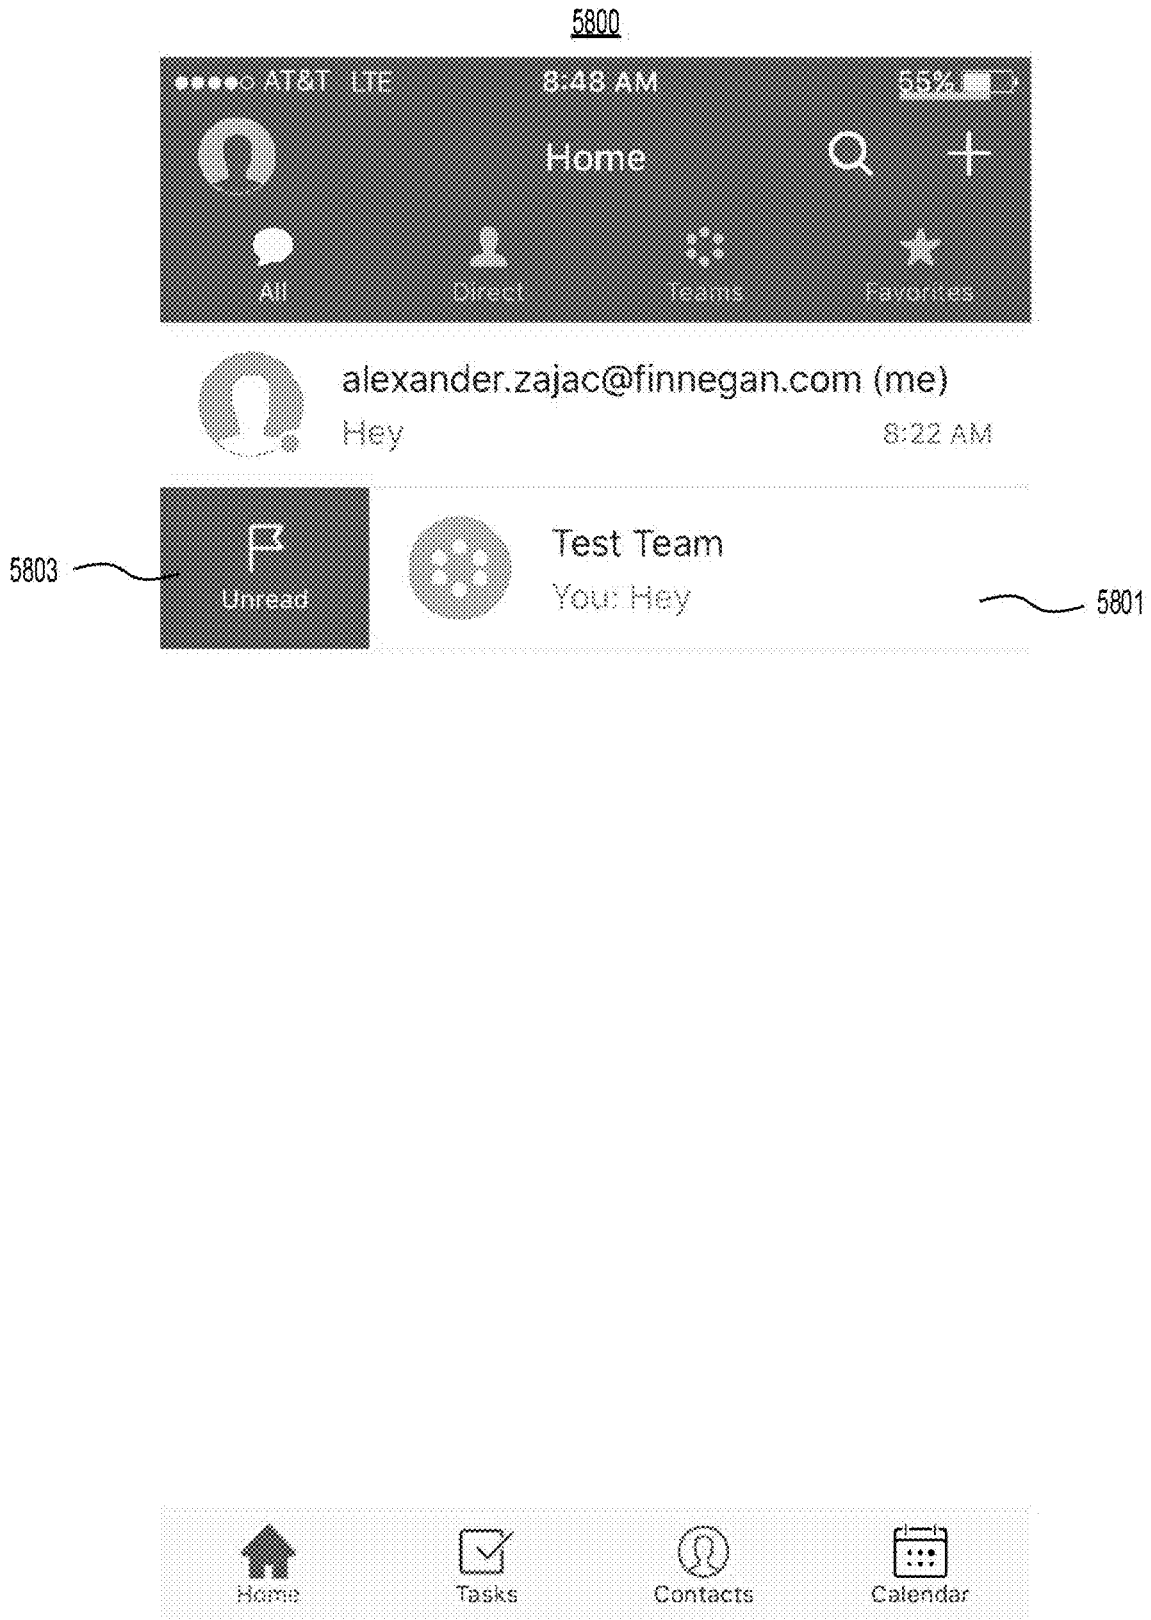 5800
AT&T LTE 8:48 AM 55%
Home
All Direct Teams Favorites
alexander.zajac@finnegan.com (me)
Hey 8:22 AM
Test Team
5803
Unread You: Hey 5801
Home Tasks Contacts Calendar